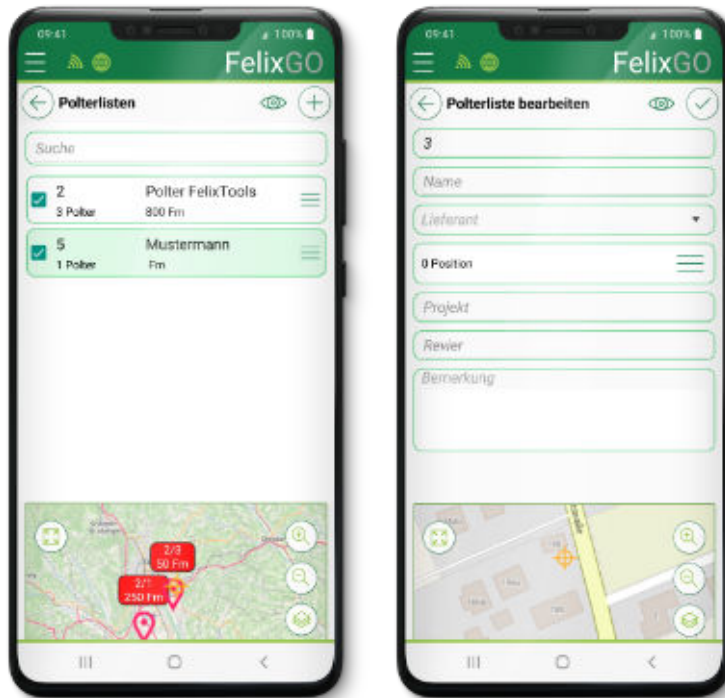 09:41
100%
FelixGO
Polterlisten
Suche
2 Polter FelixTools
3 Polter 800 Fm
5 Mustermann
1 Polter Fm
2/3
50 Fm
2/1
250 Fm
09:41
100%
FelixGO
Polterliste bearbeiten
3
Name
Lieferant
0 Position
Projekt
Revier
Bemerkung